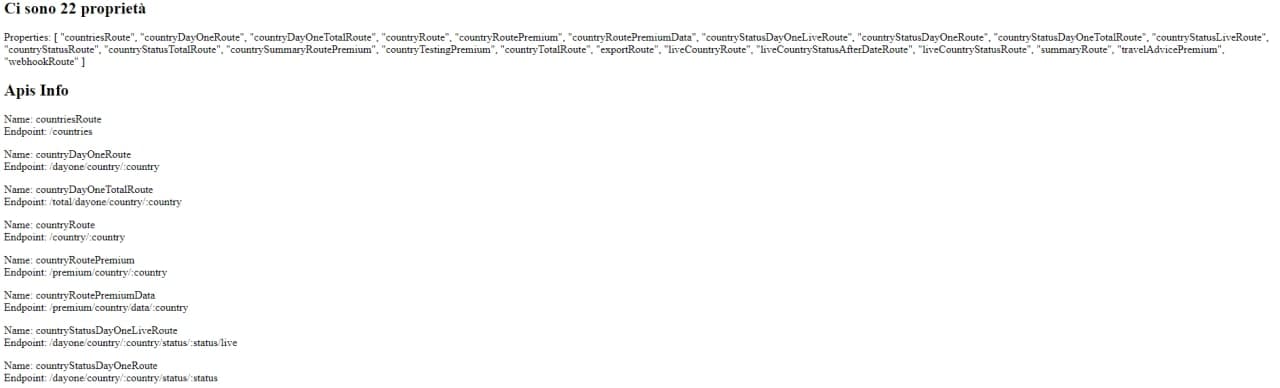 Ci sono 22 proprietà
Properties: [ "countriesRoute", "countryDayOneRoute", "countryDayOneTotalRoute", "countryRoute", "countryRoutePremium", "countryRoutePremiumData", "countryStatusDayOneLiveRoute", "countryStatusDayOneRoute", "countryStatusDayOneTotalRoute", "countryStatusLiveRoute",
"countryStatusRoute", "countryStatusTotalRoute", "countrySummaryRoutePremium", "countryTestingPremium", "countryTotalRoute", "exportRoute", "liveCountryRoute", "liveCountryStatusAfterDateRoute", "liveCountryStatusRoute", "summaryRoute", "travelAdvicePremium",
"webhookRoute" ]
Apis Info
Name: countriesRoute
Endpoint: /countries
Name: countryDayOneRoute
Endpoint: /dayone/country/:country
Name: countryDayOneTotalRoute
Endpoint: /total/dayone/country/:country
Name: countryRoute
Endpoint: /country/:country
Name: countryRoutePremium
Endpoint: /premium/country/:country
Name: countryRoutePremiumData
Endpoint: /premium/country/data/:country
Name: countryStatusDayOneLiveRoute
Endpoint: /dayone/country/:country/status/:status/live
Name: countryStatusDayOneRoute
Endpoint: /dayone/country/:country/status/:status